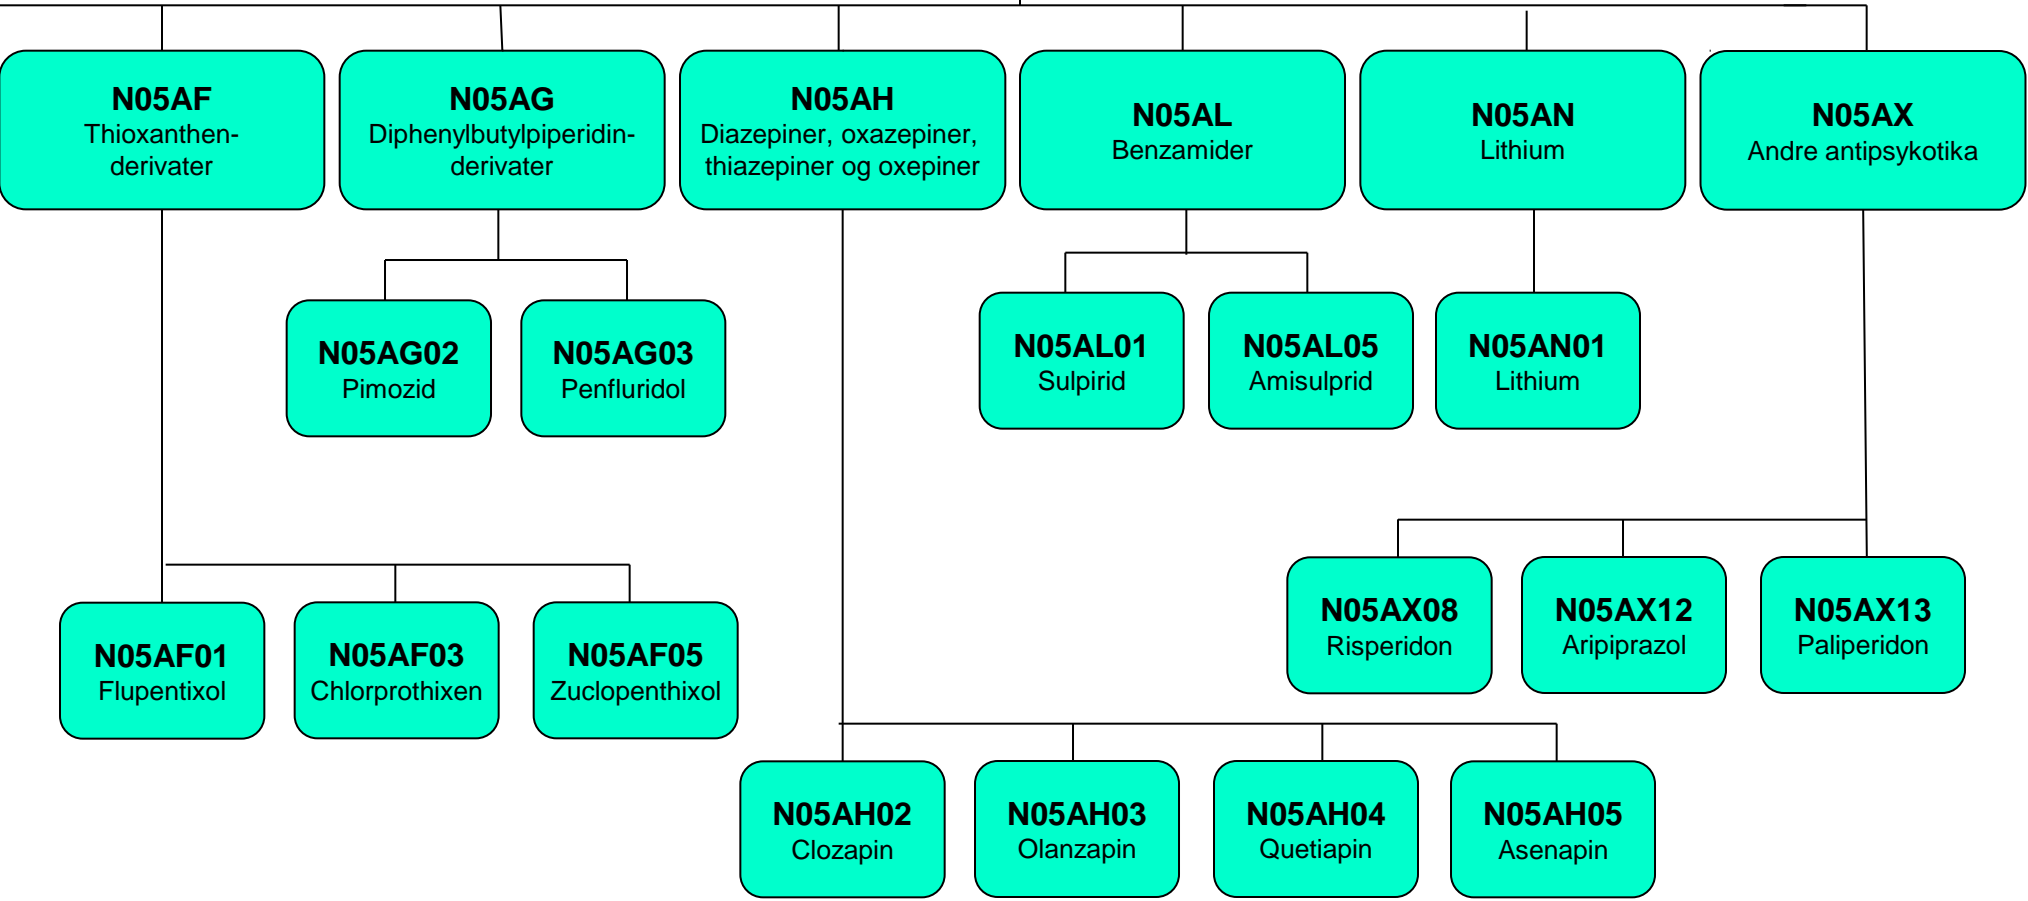 N05AF
Thioxanthen-
derivater
N05AG
Diphenylbutylpiperidin-
derivater
N05AH
Diazepiner, oxazepiner,
thiazepiner og oxepiner
N05AL
Benzamider
N05AN
Lithium
N05AX
Andre antipsykotika
N05AG02
Pimozid
N05AG03
Penfluridol
N05AL01
Sulpirid
N05AL05
Amisulprid
N05AN01
Lithium
N05AX08
Risperidon
N05AX12
Aripiprazol
N05AX13
Paliperidon
N05AF01
Flupentixol
N05AF03
Chlorprothixen
N05AF05
Zuclopenthixol
N05AH02
Clozapin
N05AH03
Olanzapin
N05AH04
Quetiapin
N05AH05
Asenapin